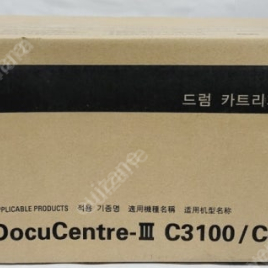 드럼 카트리
PLICABLE PRODUCTS 적용 기종명 適用機種名稱 适用机型名称
DocuCentre-Ⅲ C3100/C